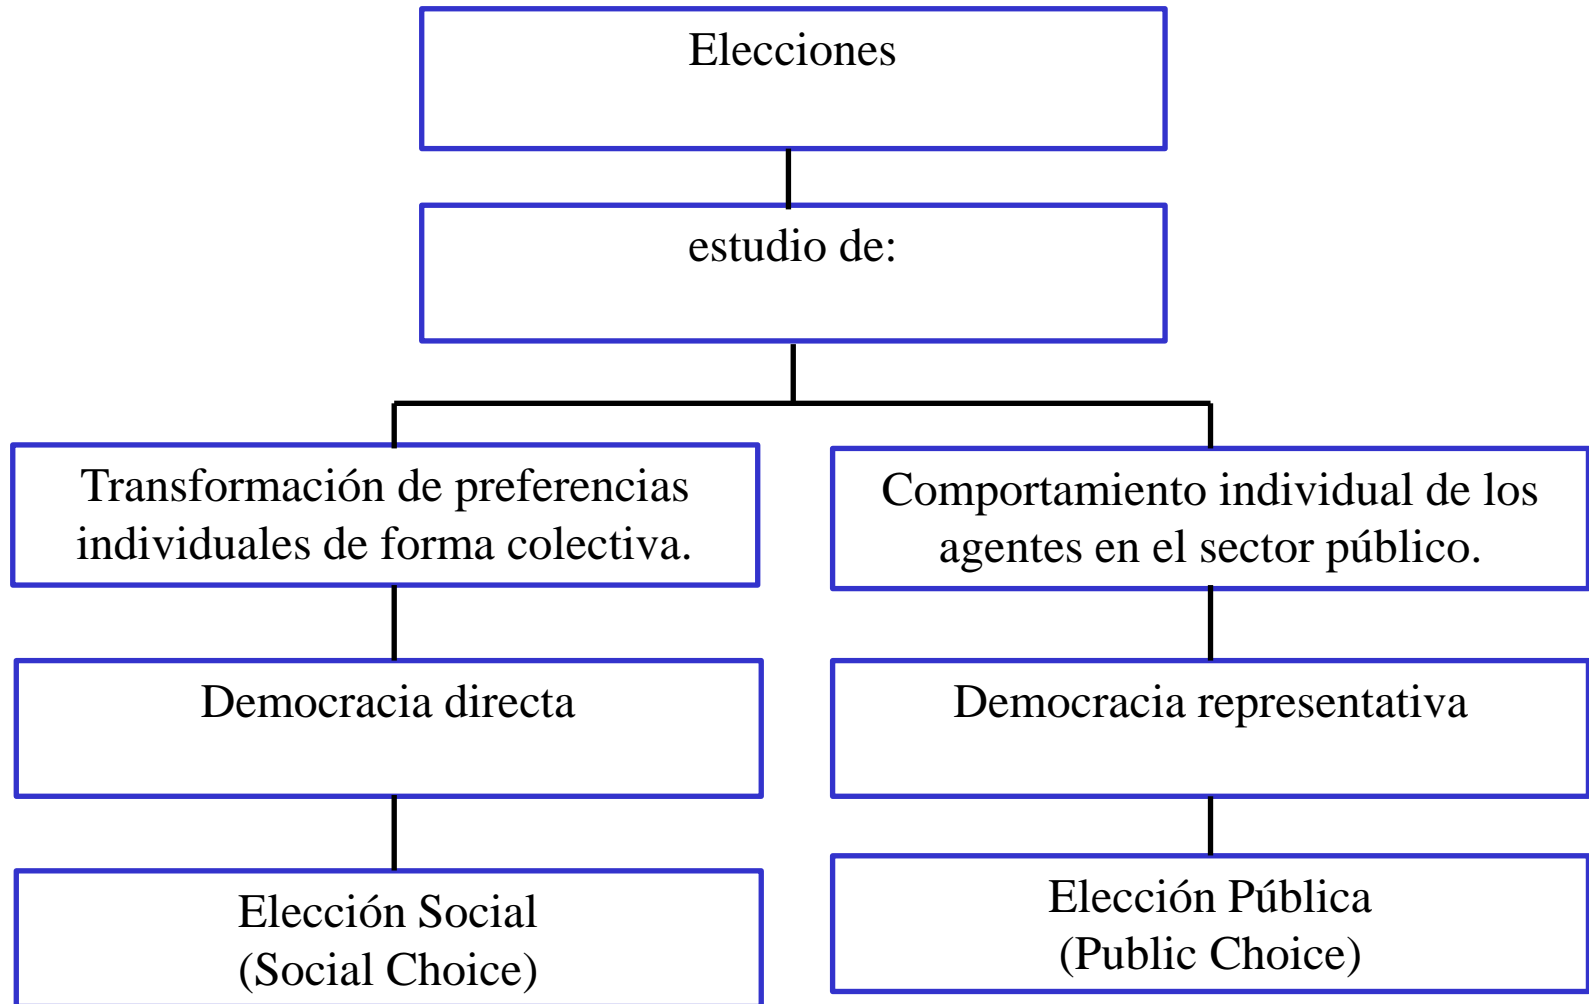 Elecciones
estudio de:
Transformación de preferencias
individuales de forma colectiva.
Comportamiento individual de los
agentes en el sector público.
Democracia directa
Democracia representativa
Elección Social
(Social Choice)
Elección Pública
(Public Choice)